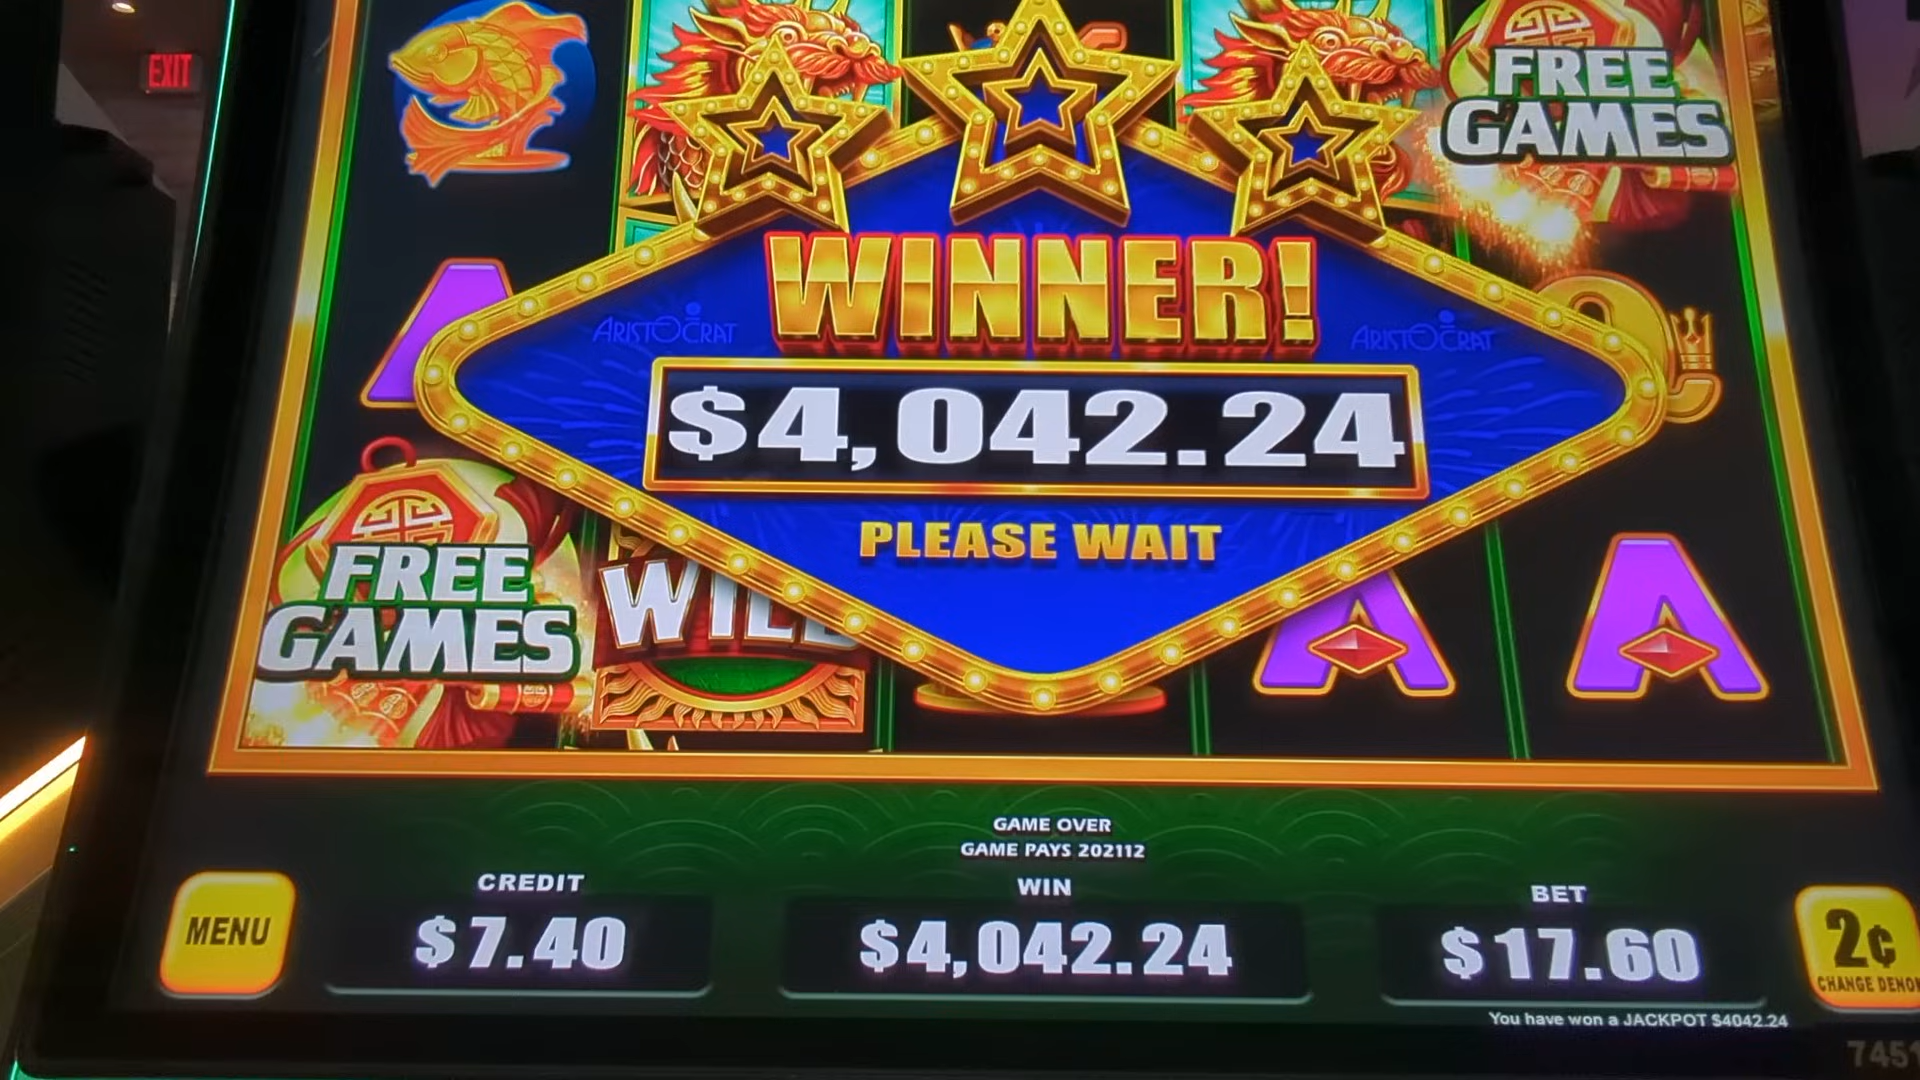 EXIT
FREE
GAMES
WINNER!
ARISTOCRAT
ARISTOCRAT
$4,042.24
PLEASE WAIT
FREE
GAMES
WILD
A
A
A
GAME OVER
GAME PAYS 202112
MENU
CREDIT
$7.40
WIN
$4,042.24
BET
$17.60
2¢
CHANGE DENOM
You have won a JACKPOT $4042.24
7451